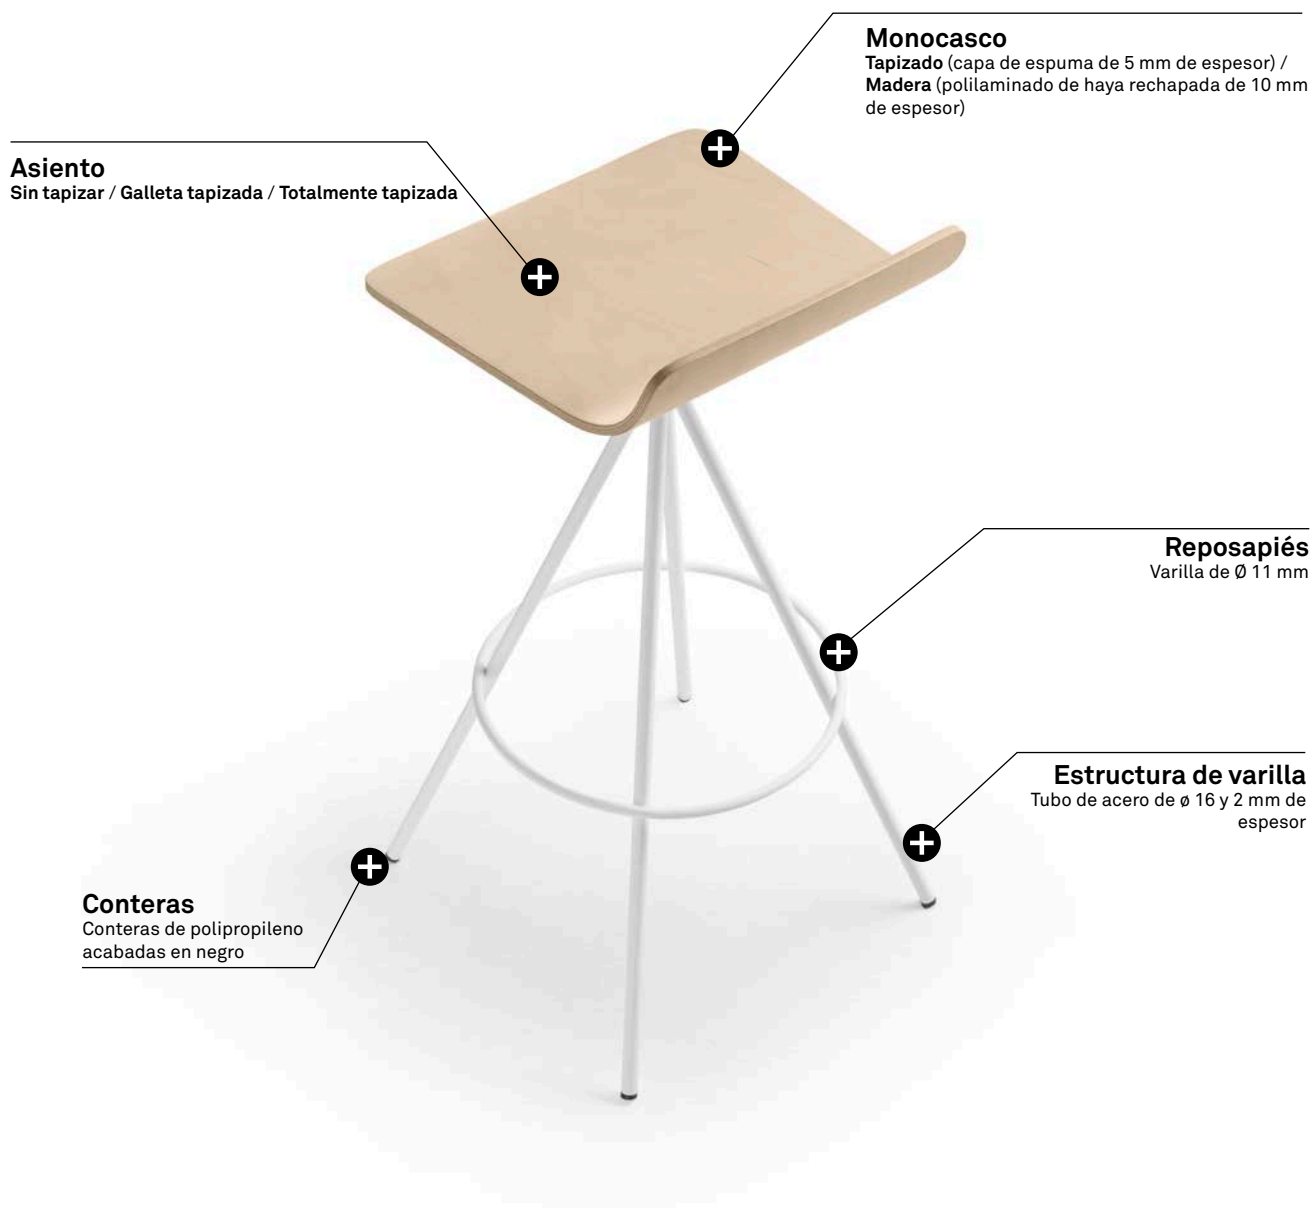 Monocasco
Tapizado (capa de espuma de 5 mm de espesor) /
Madera (polilaminado de haya rechapada de 10 mm
de espesor)
Asiento
Sin tapizar / Galleta tapizada / Totalmente tapizada
Reposapiés
Varilla de Ø 11 mm
Estructura de varilla
Tubo de acero de ø 16 y 2 mm de
espesor
Conteras
Conteras de polipropileno
acabadas en negro